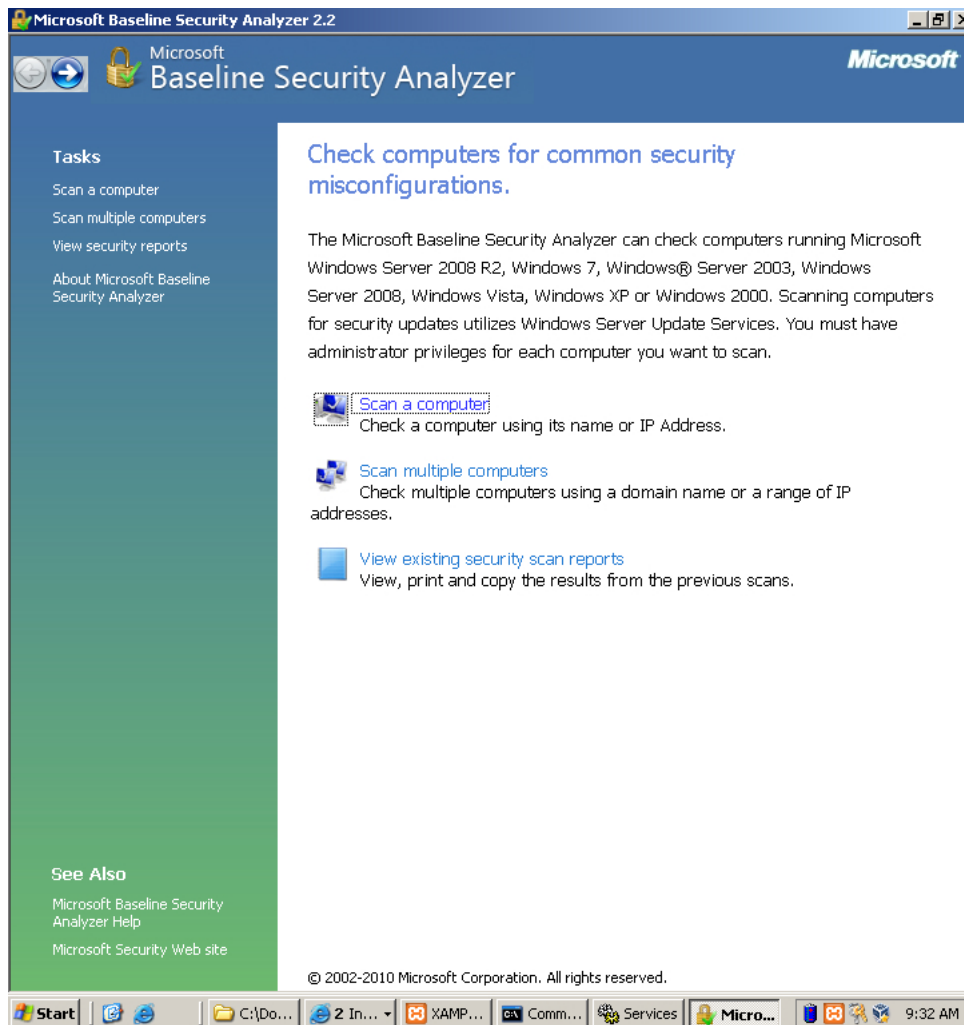 Microsoft Baseline Security Analyzer 2.2
Microsoft
Baseline Security Analyzer
Microsoft
Tasks
Scan a computer
Scan multiple computers
View security reports
About Microsoft Baseline
Security Analyzer
Check computers for common security
misconfigurations.
The Microsoft Baseline Security Analyzer can check computers running Microsoft
Windows Server 2008 R2, Windows 7, Windows® Server 2003, Windows
Server 2008, Windows Vista, Windows XP or Windows 2000. Scanning computers
for security updates utilizes Windows Server Update Services. You must have
administrator privileges for each computer you want to scan.
Scan a computer
Check a computer using its name or IP Address.
Scan multiple computers
Check multiple computers using a domain name or a range of IP
addresses.
View existing security scan reports
View, print and copy the results from the previous scans.
See Also
Microsoft Baseline Security
Analyzer Help
Microsoft Security Web site
© 2002-2010 Microsoft Corporation. All rights reserved.
Start C:\Do... 2 In... XAMP... Comm... Services Micro... 9:32 AM